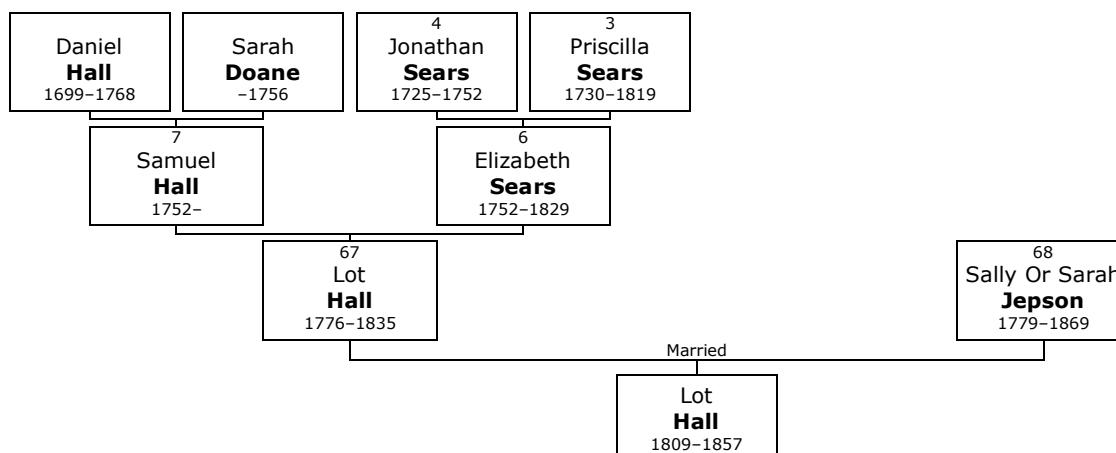 Daniel
Hall
1699–1768
Sarah
Doane
–1756
4
Jonathan
Sears
1725–1752
3
Priscilla
Sears
1730–1819
7
Samuel
Hall
1752–
6
Elizabeth
Sears
1752–1829
67
Lot
Hall
1776–1835
68
Sally Or Sarah
Jepson
1779–1869
Married
Lot
Hall
1809–1857